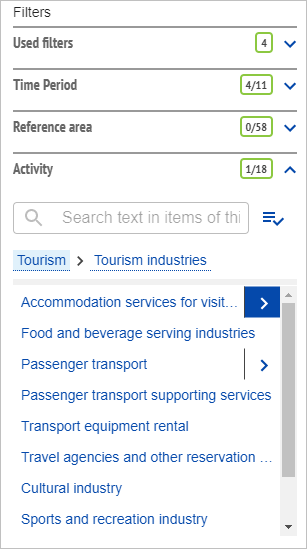 Filters
Used filters 4
Time Period 4/11
Reference area 0/58
Activity 1/18
Search text in items of thi
Tourism > Tourism industries
Accommodation services for visit...
Food and beverage serving industries
Passenger transport
Passenger transport supporting services
Transport equipment rental
Travel agencies and other reservation ...
Cultural industry
Sports and recreation industry